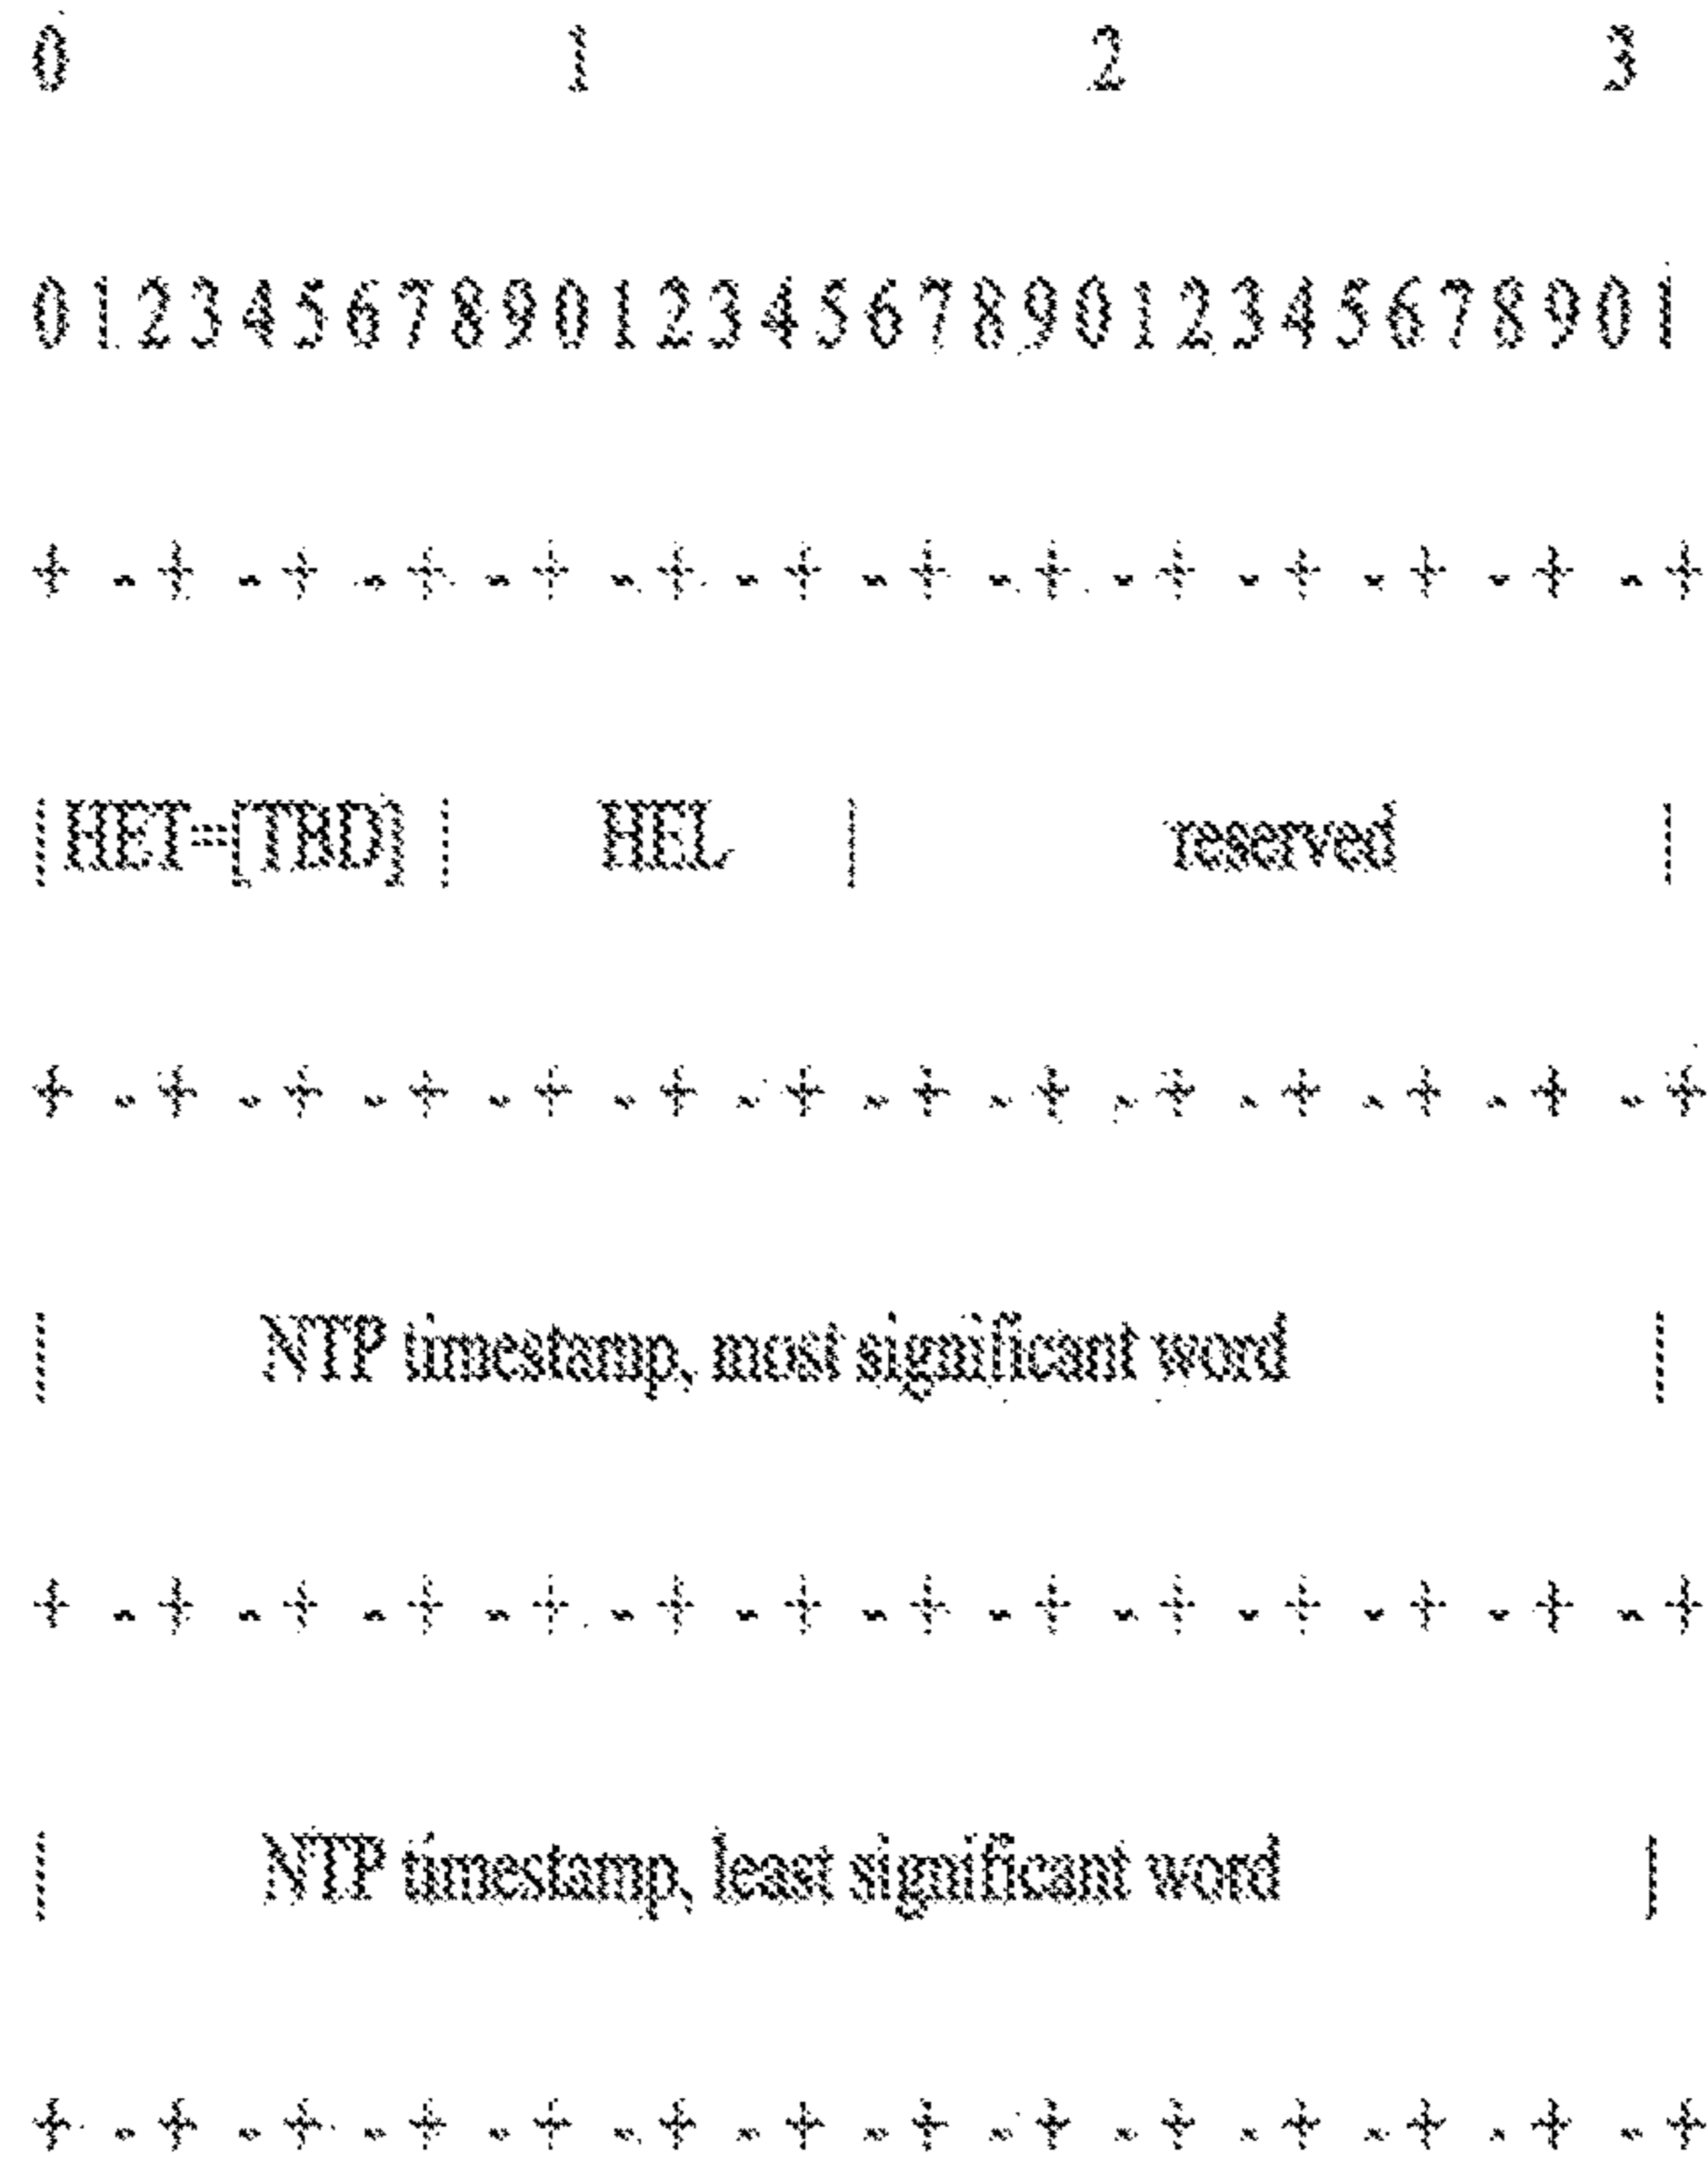 0 1 2 3
0 1 2 3 4 5 6 7 8 9 0 1 2 3 4 5 6 7 8 9 0 1 2 3 4 5 6 7 8 9 0 1
+ - + - + - + - + - + - + - + - + - + - + - + - + - +
| HET=[TBD] | HEL | reserved |
+ - + - + - + - + - + - + - + - + - + - + - + - + - +
| NTP timestamp, most significant word |
+ - + - + - + - + - + - + - + - + - + - + - + - + - +
| NTP timestamp, least significant word |
+ - + - + - + - + - + - + - + - + - + - + - + - + - +